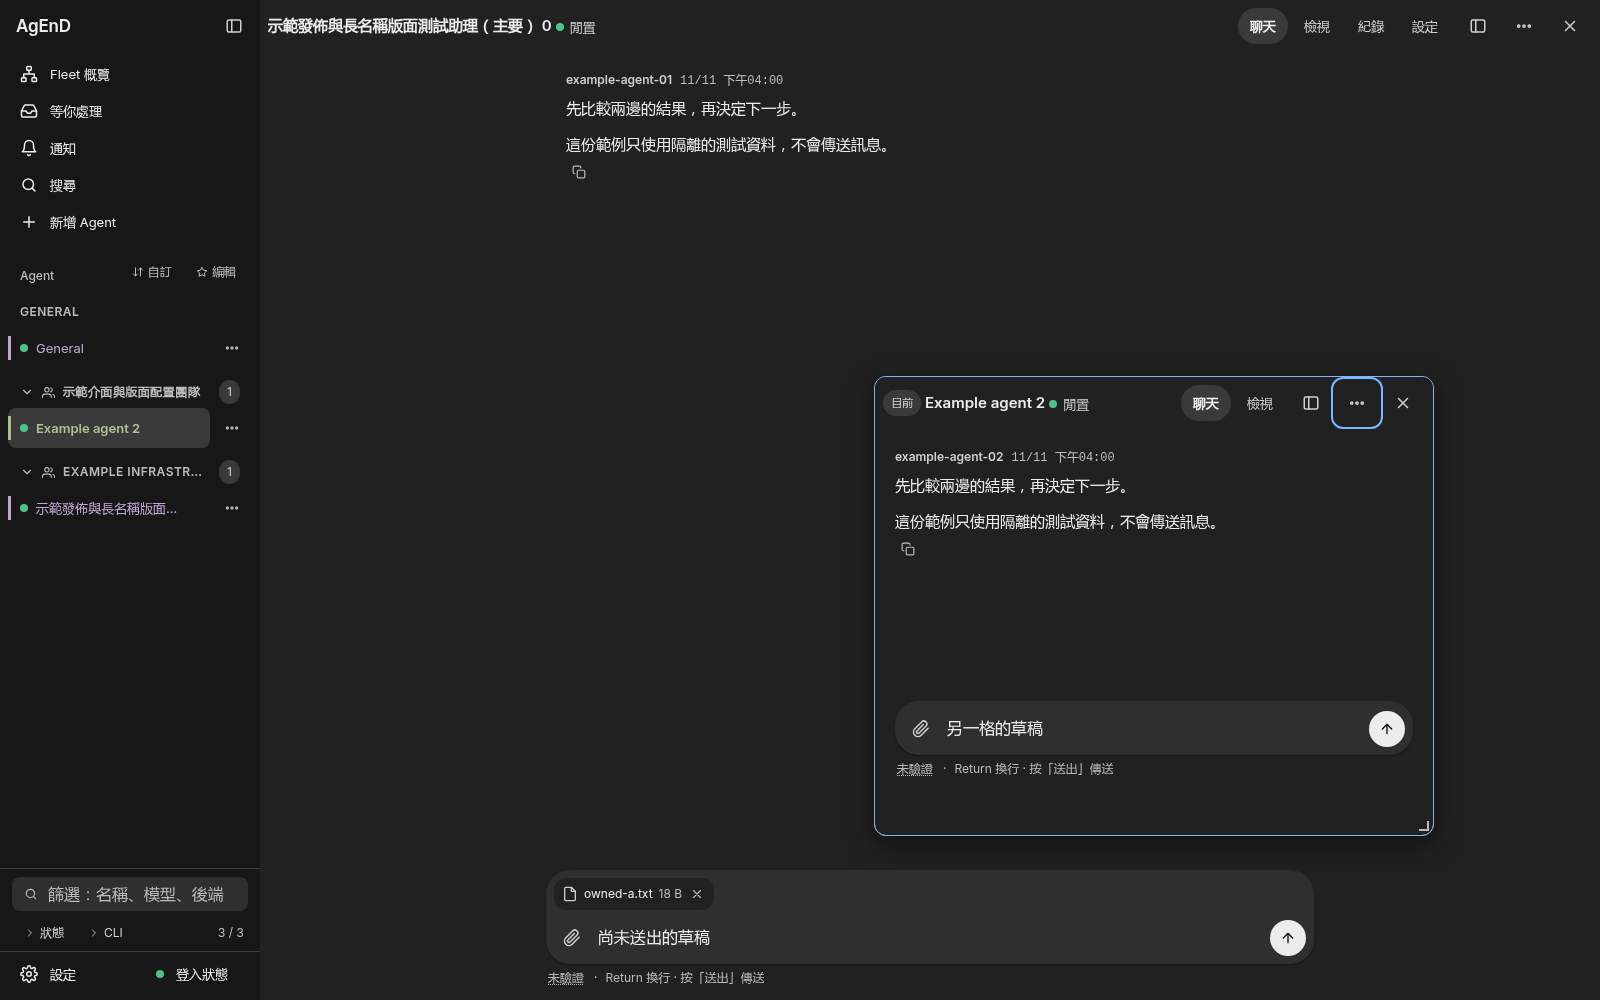 AgEnD
Fleet 概覽
等你處理
通知
搜尋
新增 Agent
Agent
自訂
編輯
GENERAL
General
示範介面與版面配置團隊
1
Example agent 2
EXAMPLE INFRASTR...
1
示範發佈與長名稱版面...
篩選：名稱、模型、後端
狀態
CLI
3 / 3
設定
登入狀態
示範發佈與長名稱版面測試助理（主要）0
閒置
聊天
檢視
紀錄
設定
example-agent-01 11/11 下午04:00
先比較兩邊的結果，再決定下一步。
這份範例只使用隔離的測試資料，不會傳送訊息。
目前
Example agent 2
閒置
聊天
檢視
example-agent-02 11/11 下午04:00
先比較兩邊的結果，再決定下一步。
這份範例只使用隔離的測試資料，不會傳送訊息。
另一格的草稿
未驗證 · Return 換行 · 按「送出」傳送
owned-a.txt 18 B
尚未送出的草稿
未驗證 · Return 換行 · 按「送出」傳送